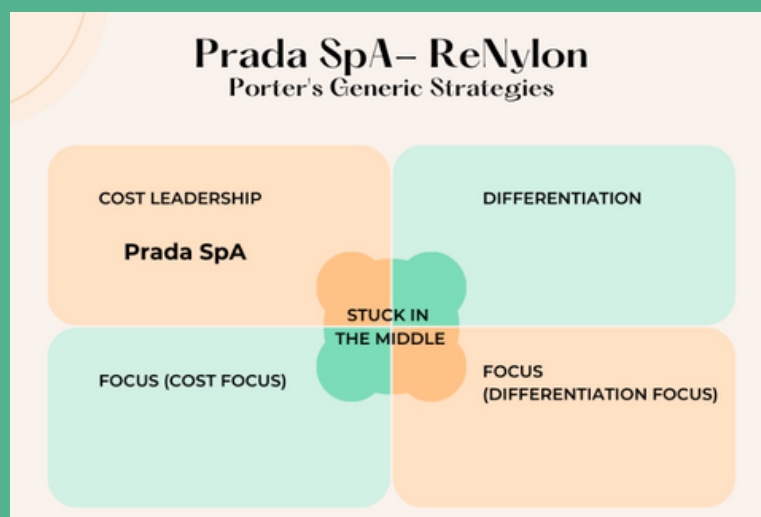 Prada SpA– ReNylon
Porter's Generic Strategies
COST LEADERSHIP
Prada SpA
DIFFERENTIATION
STUCK IN
THE MIDDLE
FOCUS (COST FOCUS)
FOCUS
(DIFFERENTIATION FOCUS)